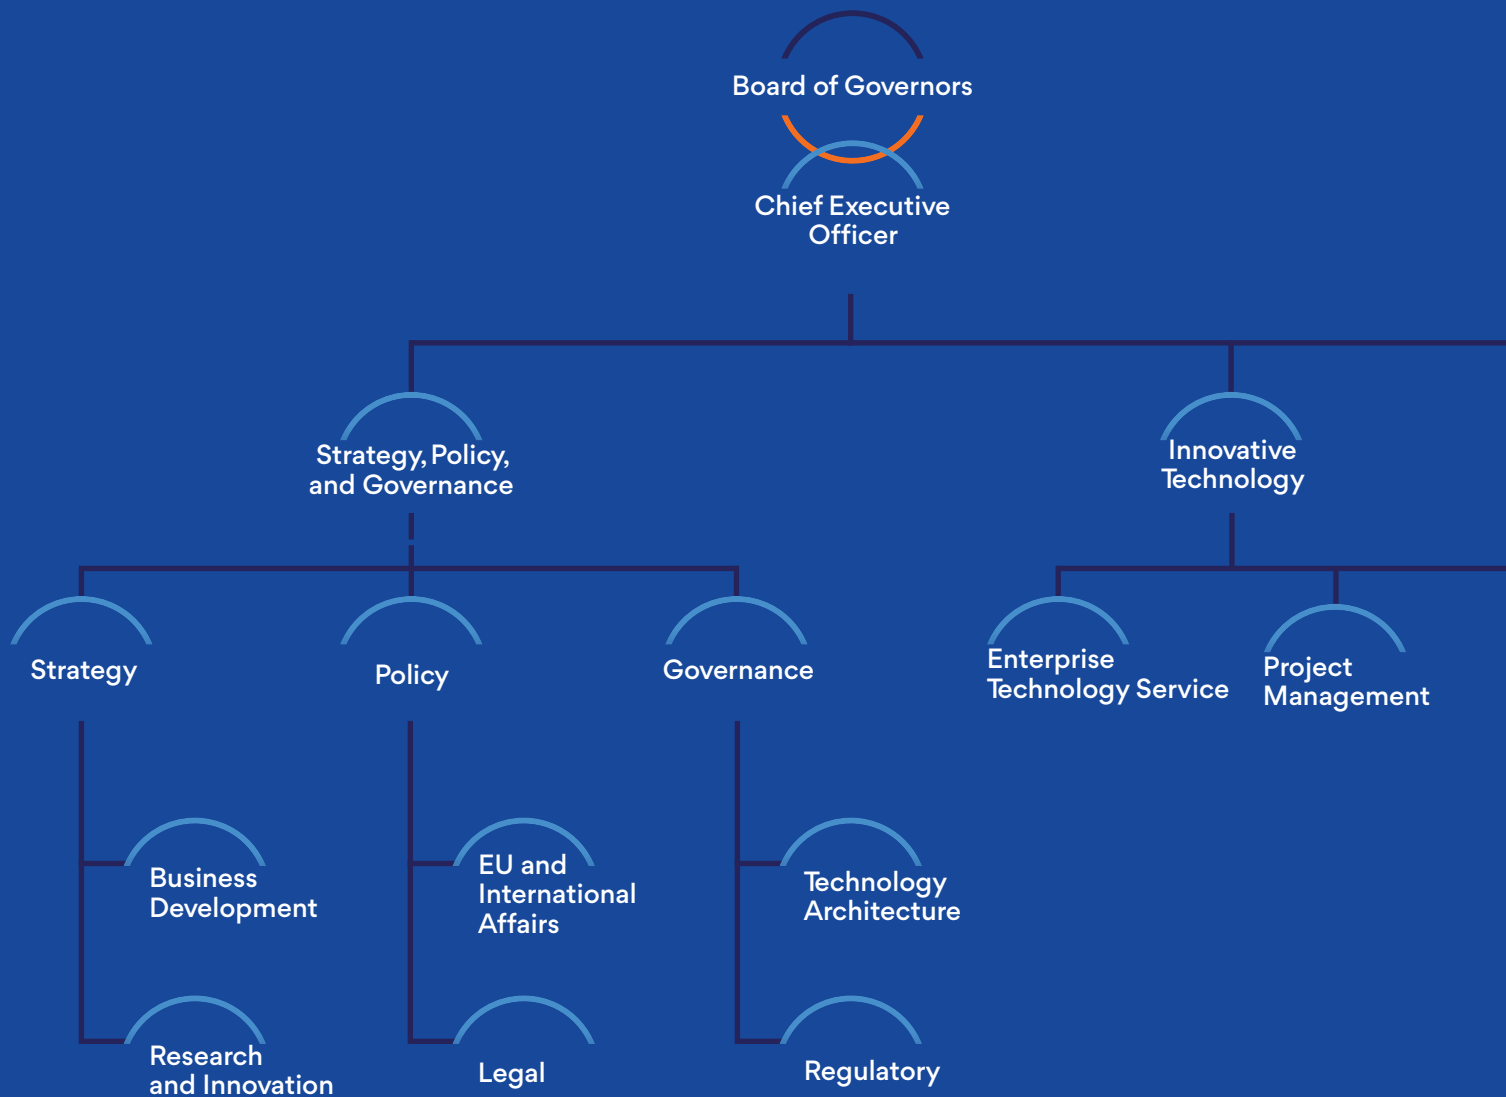 Board of Governors
Chief Executive
Officer
Strategy, Policy,
and Governance
Innovative
Technology
Strategy
Policy
Governance
Enterprise
Technology Service
Project
Management
Business
Development
EU and
International
Affairs
Technology
Architecture
Research
and Innovation
Legal
Regulatory